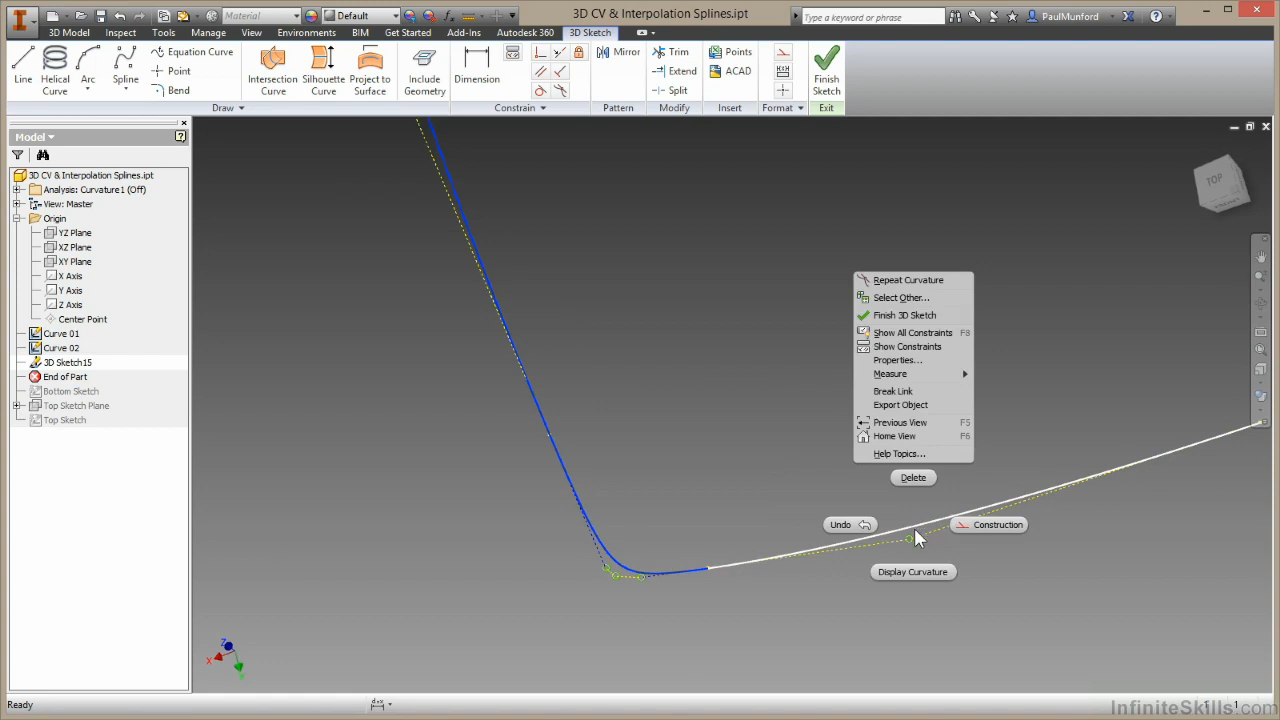 3D CV & Interpolation Splines.ipt
Material
Default
Type a keyword or phrase
PaulMunford
3D Model
Inspect
Tools
Manage
View
Environments
BIM
Get Started
Add-Ins
Autodesk 360
3D Sketch
Line
Helical Curve
Arc
Spline
Equation Curve
Point
Bend
Intersection Curve
Silhouette Curve
Project to Surface
Include Geometry
Dimension
Mirror
Trim
Extend
Split
Points
ACAD
Finish Sketch
Draw
Constrain
Pattern
Modify
Insert
Format
Exit
Model
3D CV & Interpolation Splines.ipt
Analysis: Curvature1 (Off)
View: Master
Origin
YZ Plane
XZ Plane
XY Plane
X Axis
Y Axis
Z Axis
Center Point
Curve 01
Curve 02
3D Sketch15
End of Part
Bottom Sketch
Top Sketch Plane
Top Sketch
TOP
Repeat Curvature
Select Other...
Finish 3D Sketch
Show All Constraints F8
Show Constraints
Properties...
Measure
Break Link
Export Object
Previous View F5
Home View F6
Help Topics...
Delete
Undo
Construction
Display Curvature
Z
X
Y
Ready
1
1
InfiniteSkills.com